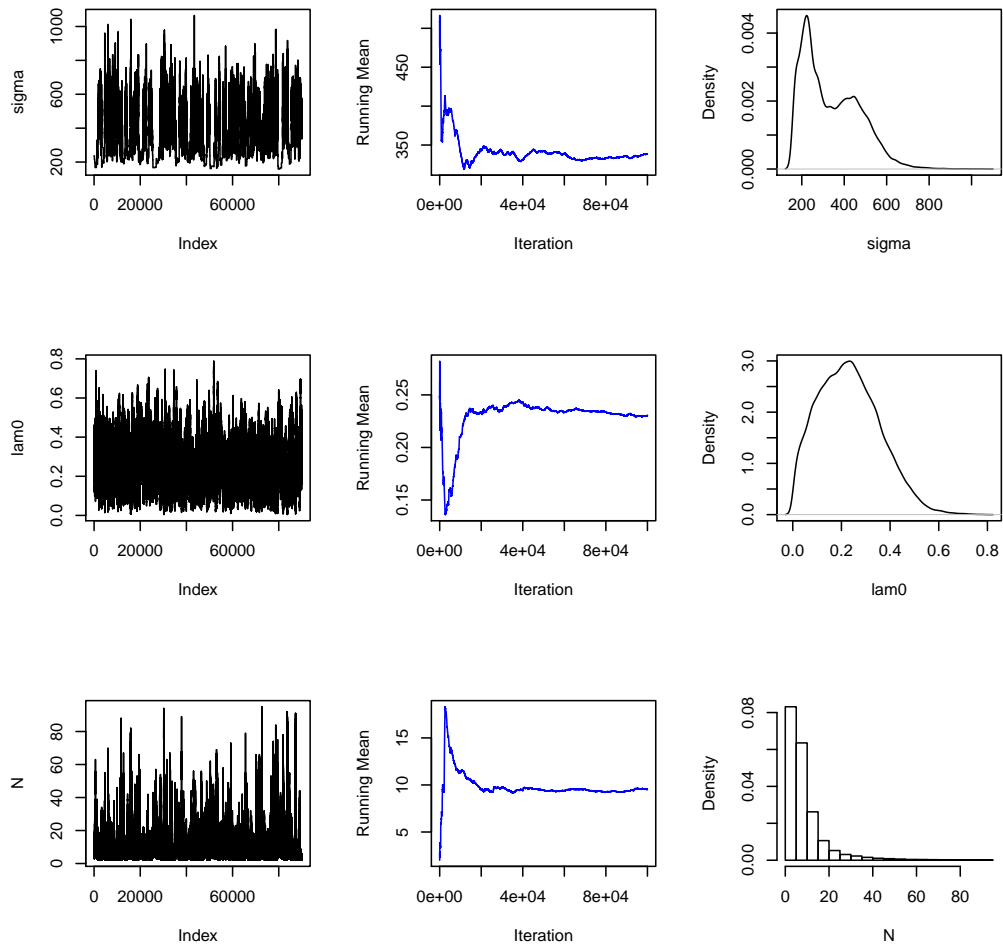 sigma
200 600 1000
0 20000 60000
Index
Running Mean
350 450
0e+00 4e+04 8e+04
Iteration
Density
0.000 0.002 0.004
200 400 600 800
sigma
lam0
0.0 0.2 0.4 0.6 0.8
0 20000 60000
Index
Running Mean
0.15 0.20 0.25
0e+00 4e+04 8e+04
Iteration
Density
0.0 1.0 2.0 3.0
0.0 0.2 0.4 0.6 0.8
lam0
N
0 20 40 60 80
0 20000 60000
Index
Running Mean
5 10 15
0e+00 4e+04 8e+04
Iteration
Density
0.00 0.04 0.08
0 20 40 60 80
N